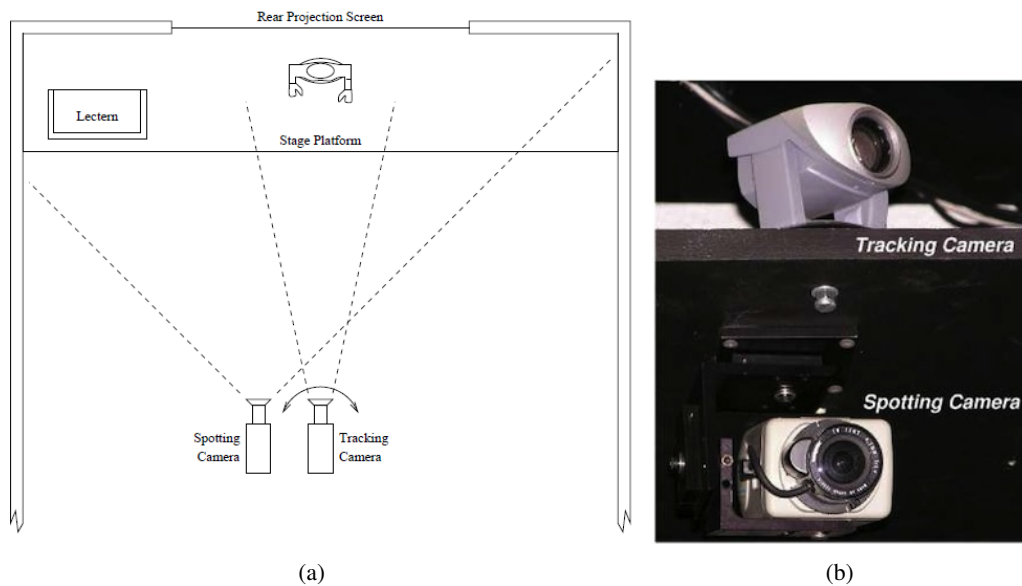 Rear Projection Screen
Lectern
Stage Platform
Spotting
Camera
Tracking
Camera
(a)
Tracking Camera
Spotting Camera
(b)